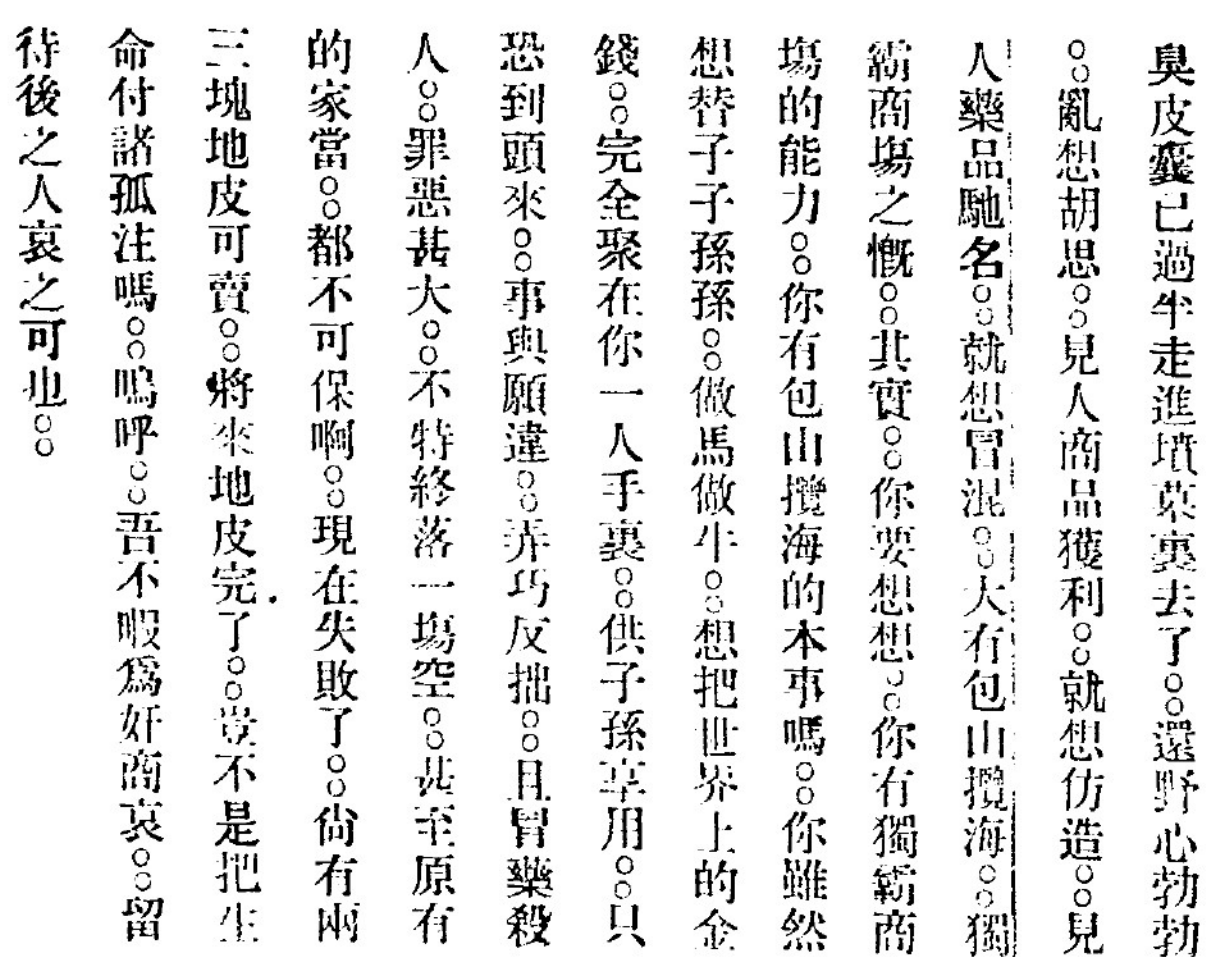 臭皮囊已過半走進墳墓裏去了。。還野心勃勃
。。亂想胡思。。見人商品獲利。。就想仿造。。見
人藥品馳名。。就想冒混。。大有包山攬海。。獨
霸商塲之慨。。其實。。你要想想。。你有獨霸商
塲的能力。。你有包山攬海的本事嗎。。你雖然
想替子子孫孫。。做馬做牛。。想把世界上的金
錢。。完全聚在你一人手裏。。供子孫享用。。只
恐到頭來。。事與願違。。弄巧反拙。。且冒藥殺
人。。罪惡甚大。。不特終落一塲空。。甚至原有
的家當。。都不可保啊。。現在失敗了。。尙有兩
三塊地皮可賣。。將來地皮完了。。豈不是把生
命付諸孤注嗎。。嗚呼。。吾不暇爲奸商哀。。留
待後之人哀之可也。。